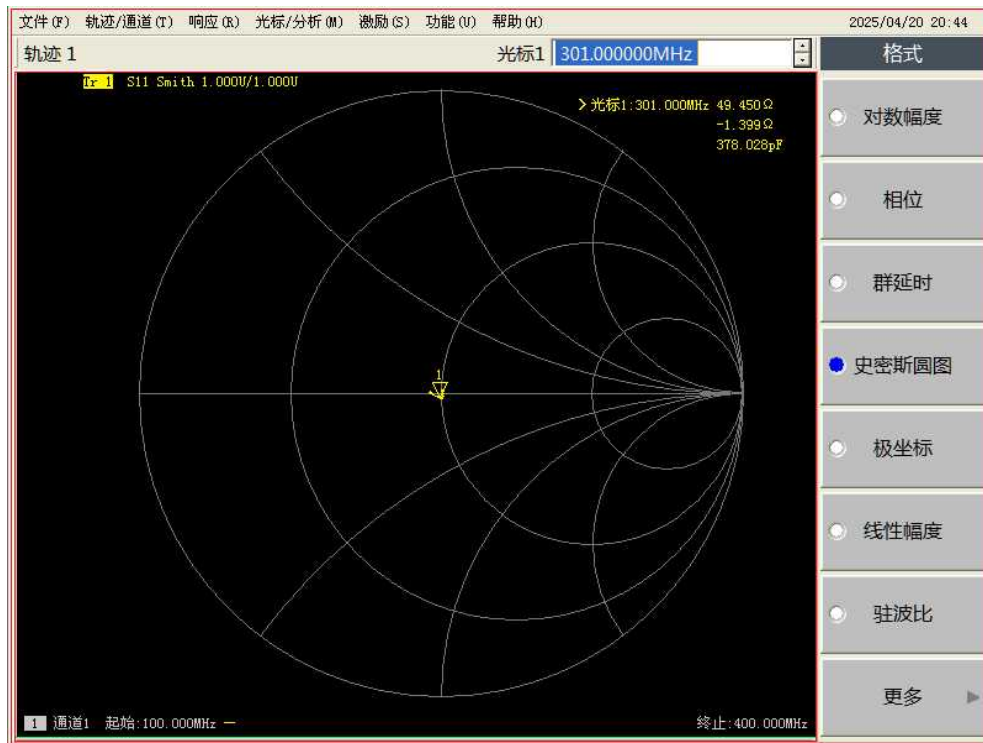 文件(F) 轨迹/通道(T) 响应(R) 光标/分析(M) 激励(S) 功能(U) 帮助(H) 2025/04/20 20:44
轨迹 1 光标1 301.000000MHz 格式
Tr 1 S11 Smith 1.000U/1.000U
>光标1:301.000MHz 49.450Ω
-1.399Ω
378.028pF
1
对数幅度
相位
群延时
史密斯圆图
极坐标
线性幅度
驻波比
更多
1 通道1 起始:100.000MHz 终止:400.000MHz